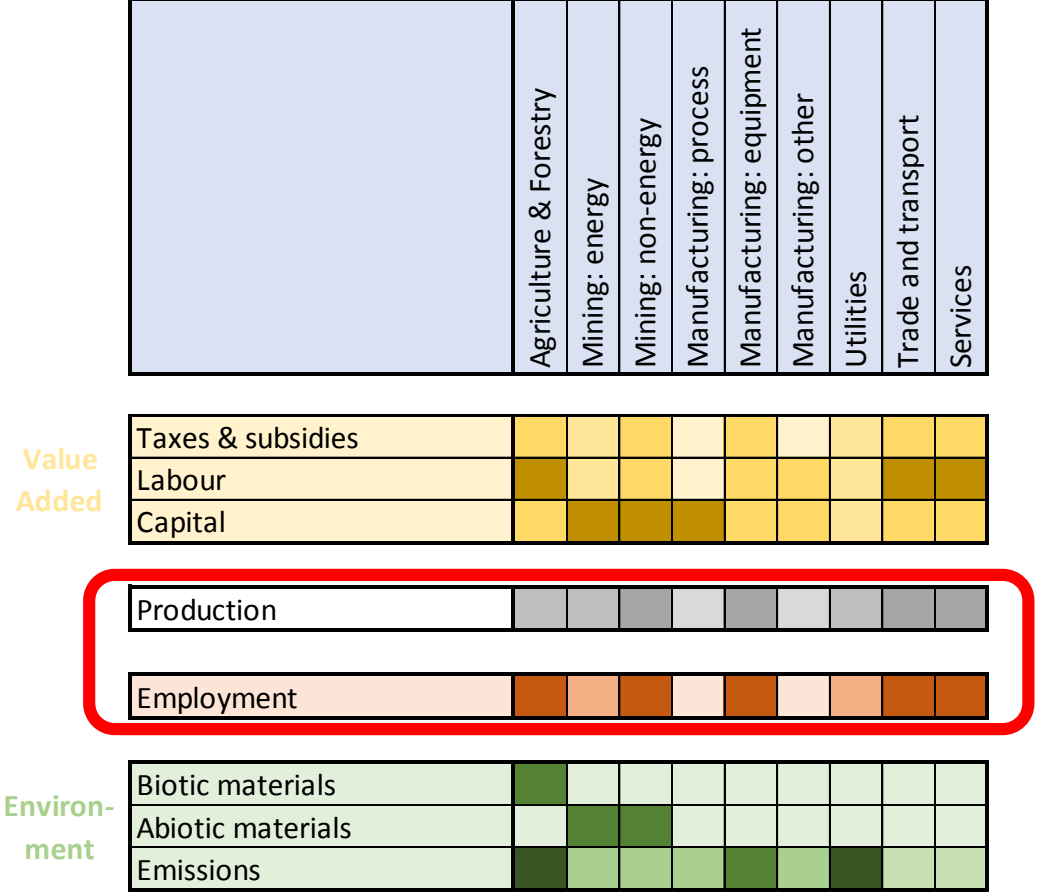 Agriculture & Forestry
Mining: energy
Mining: non-energy
Manufacturing: process
Manufacturing: equipment
Manufacturing: other
Utilities
Trade and transport
Services
Value
Added
Taxes & subsidies
Labour
Capital
Production
Employment
Environ-
ment
Biotic materials
Abiotic materials
Emissions